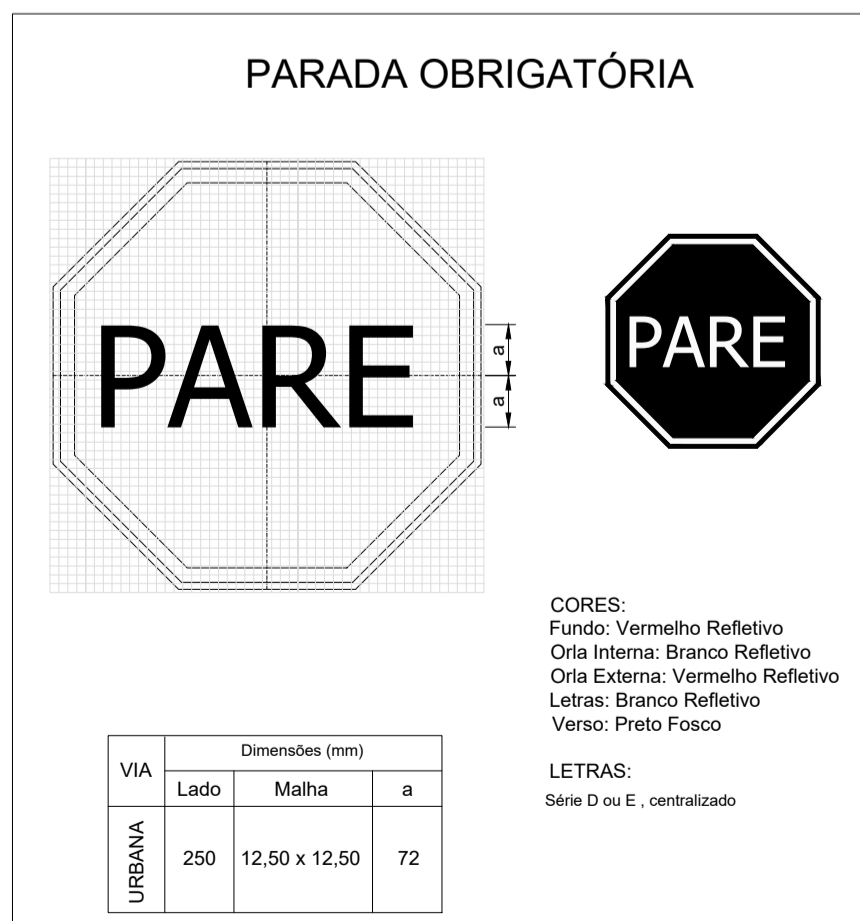 PARADA OBRIGATÓRIA
PARE
a
a
PARE
CORES:
Fundo: Vermelho Refletivo
Orla Interna: Branco Refletivo
Orla Externa: Vermelho Refletivo
Letras: Branco Refletivo
Verso: Preto Fosco
LETRAS:
Série D ou E , centralizado
VIA
Dimensões (mm)
Lado Malha a
URBANA 250 12,50 x 12,50 72